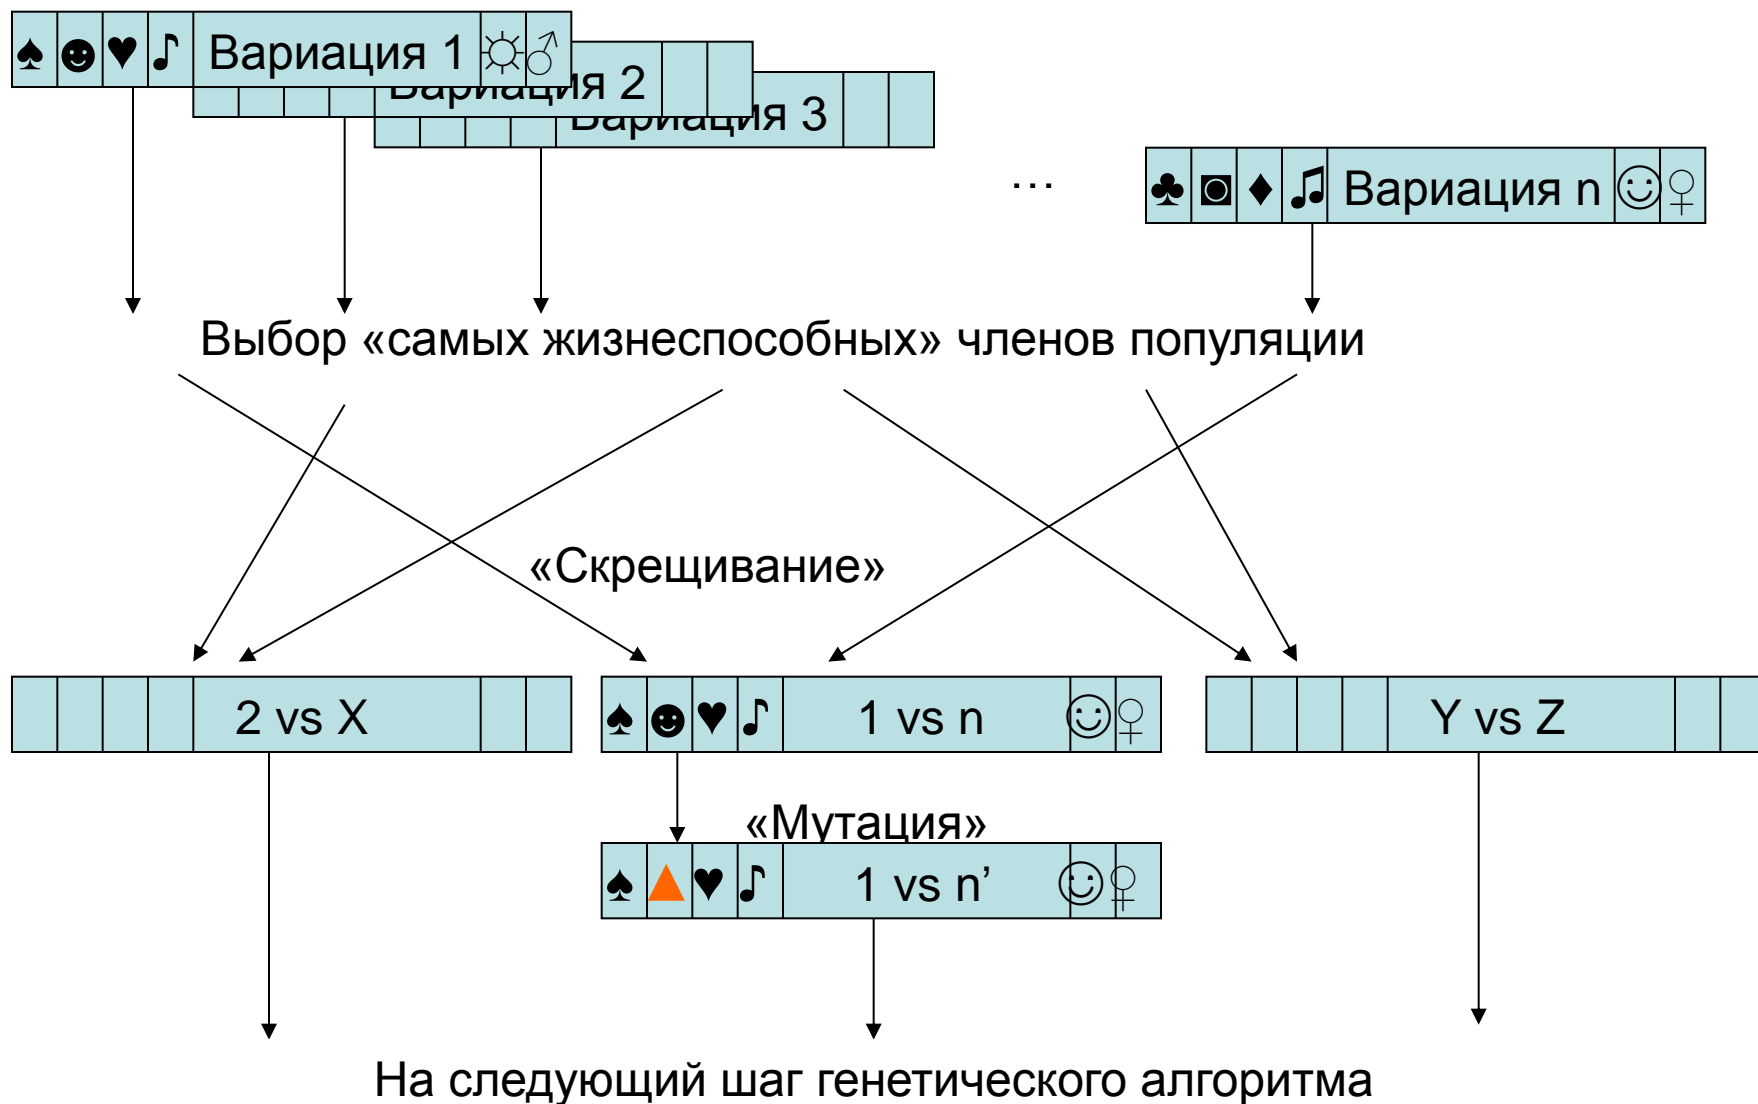 ♠ ☻ ♥ ♪ Вариация 1 ☼ ♂
Вариация 2
Вариация 3
…
♣ ◙ ♦ ♫ Вариация n ☺ ♀
Выбор «самых жизнеспособных» членов популяции
«Скрещивание»
2 vs X
♠ ☻ ♥ ♪ 1 vs n ☺ ♀
Y vs Z
«Мутация»
♠ ▲ ♥ ♪ 1 vs n’ ☺ ♀
На следующий шаг генетического алгоритма